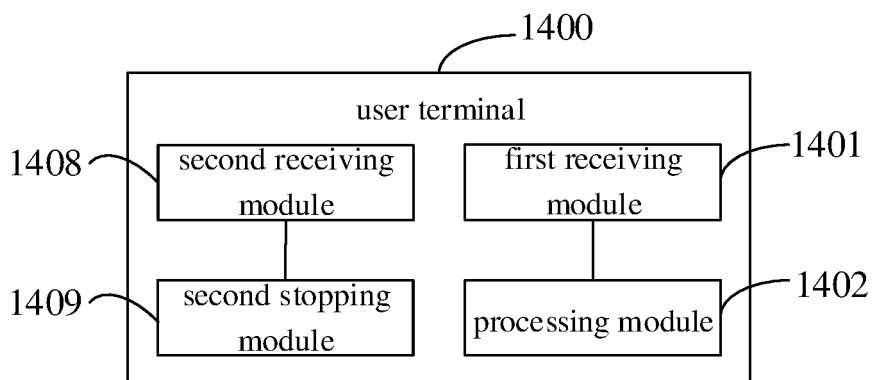 1400
user terminal
1408
second receiving
module
first receiving
module
1401
1409
second stopping
module
processing module
1402